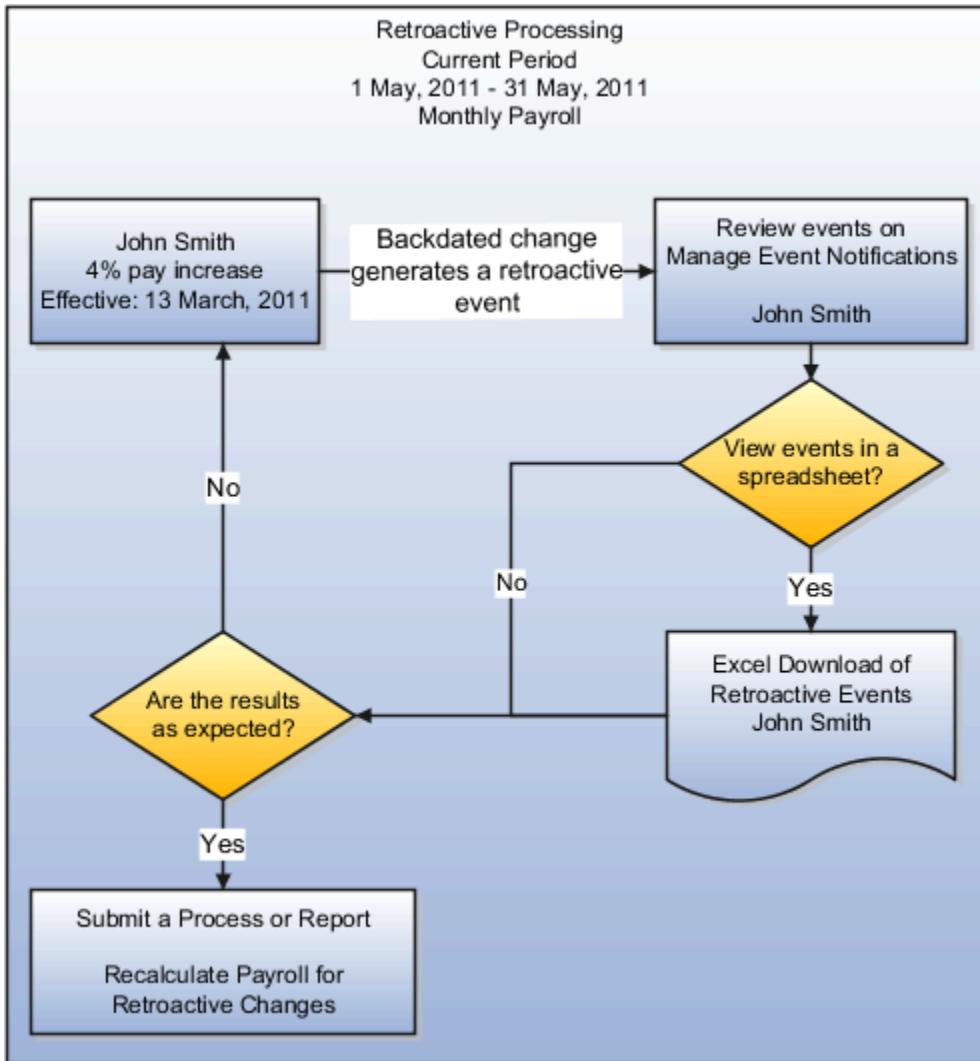 Retroactive Processing
Current Period
1 May, 2011 - 31 May, 2011
Monthly Payroll
John Smith
4% pay increase
Effective: 13 March, 2011
Backdated change
generates a retroactive
event
Review events on
Manage Event Notifications
John Smith
View events in a
spreadsheet?
No
No
Yes
Excel Download of
Retroactive Events
John Smith
Are the results
as expected?
Yes
Submit a Process or Report
Recalculate Payroll for
Retroactive Changes